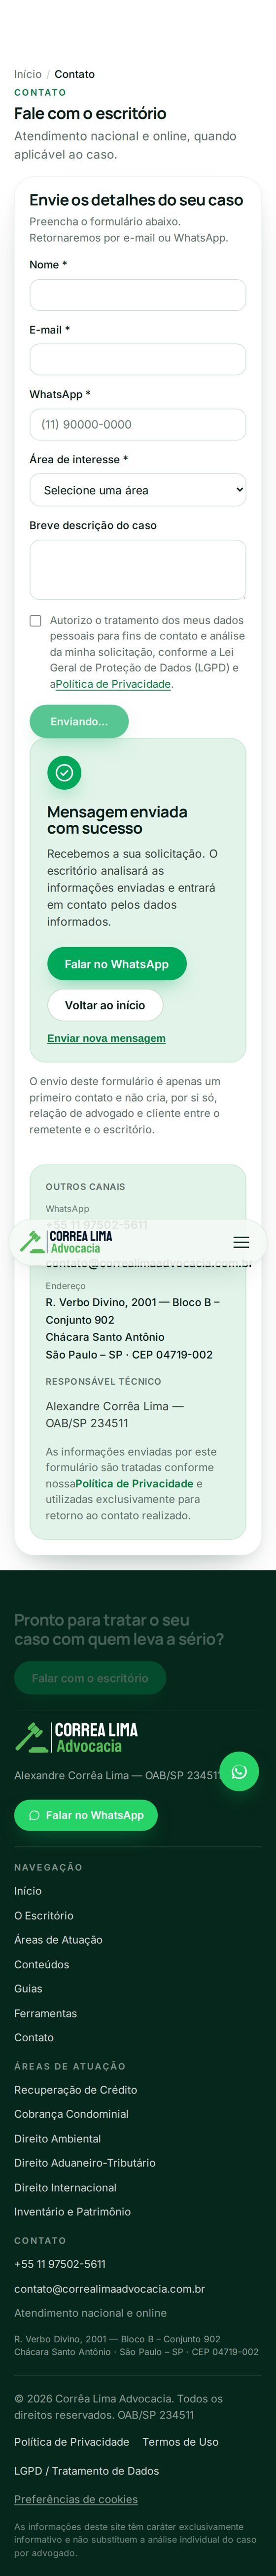 Início / Contato
CONTATO
Fale com o escritório
Atendimento nacional e online, quando
aplicável ao caso.
Envie os detalhes do seu caso
Preencha o formulário abaixo.
Retornaremos por e-mail ou WhatsApp.
Nome *
E-mail *
WhatsApp *
(11) 90000-0000
Área de interesse *
Selecione uma área
Breve descrição do caso
Autorizo o tratamento dos meus dados
pessoais para fins de contato e análise
da minha solicitação, conforme a Lei
Geral de Proteção de Dados (LGPD) e
aPolítica de Privacidade.
Enviando...
Mensagem enviada
com sucesso
Recebemos a sua solicitação. O
escritório analisará as
informações enviadas e entrará
em contato pelos dados
informados.
Falar no WhatsApp
Voltar ao início
Enviar nova mensagem
O envio deste formulário é apenas um
primeiro contato e não cria, por si só,
relação de advogado e cliente entre o
remetente e o escritório.
OUTROS CANAIS
WhatsApp
+55 11 97502-5611
CORREA LIMA
Advocacia
contato@correalimaadvocacia.com.br
Endereço
R. Verbo Divino, 2001 — Bloco B –
Conjunto 902
Chácara Santo Antônio
São Paulo – SP · CEP 04719-002
RESPONSÁVEL TÉCNICO
Alexandre Corrêa Lima —
OAB/SP 234511
As informações enviadas por este
formulário são tratadas conforme
nossaPolítica de Privacidade e
utilizadas exclusivamente para
retorno ao contato realizado.
Pronto para tratar o seu
caso com quem leva a sério?
Falar com o escritório
CORREA LIMA
Advocacia
Alexandre Corrêa Lima — OAB/SP 234511
Falar no WhatsApp
NAVEGAÇÃO
Início
O Escritório
Áreas de Atuação
Conteúdos
Guias
Ferramentas
Contato
ÁREAS DE ATUAÇÃO
Recuperação de Crédito
Cobrança Condominial
Direito Ambiental
Direito Aduaneiro-Tributário
Direito Internacional
Inventário e Patrimônio
CONTATO
+55 11 97502-5611
contato@correalimaadvocacia.com.br
Atendimento nacional e online
R. Verbo Divino, 2001 — Bloco B – Conjunto 902
Chácara Santo Antônio · São Paulo – SP · CEP 04719-002
© 2026 Corrêa Lima Advocacia. Todos os
direitos reservados. OAB/SP 234511
Política de Privacidade Termos de Uso
LGPD / Tratamento de Dados
Preferências de cookies
As informações deste site têm caráter exclusivamente
informativo e não substituem a análise individual do caso
por advogado.